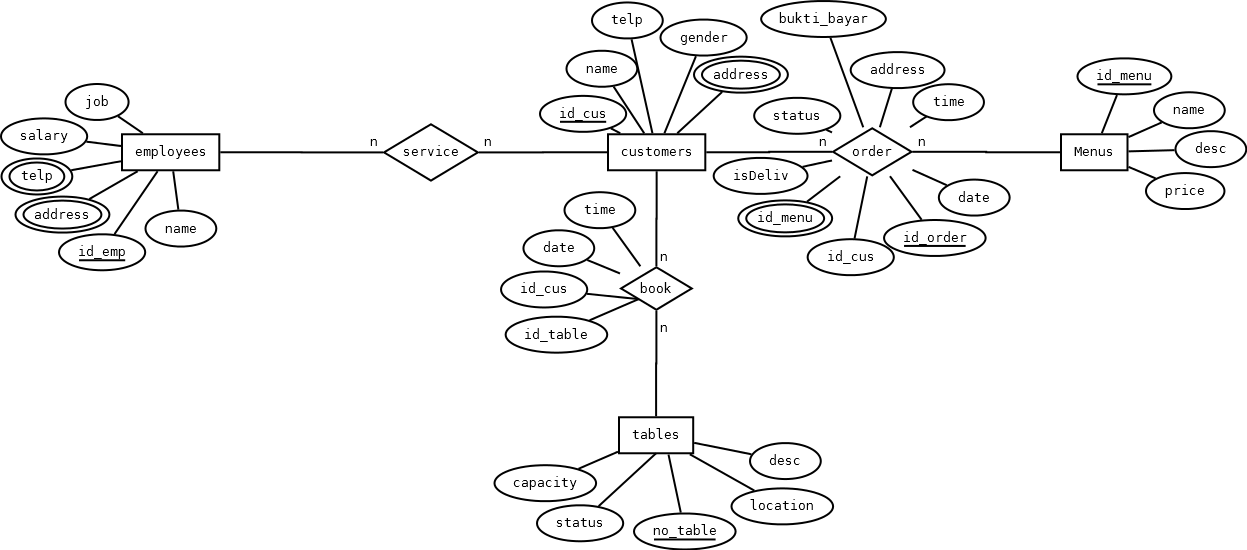 telp
bukti_bayar
gender
name
address
address
id_menu
job
id_cus
status
time
name
salary
employees
n
service
n
customers
n
order
n
Menus
desc
telp
isDeliv
price
address
name
id_emp
time
id_menu
date
id_order
date
id_cus
n
id_cus
book
id_table
n
tables
desc
capacity
location
status
no_table